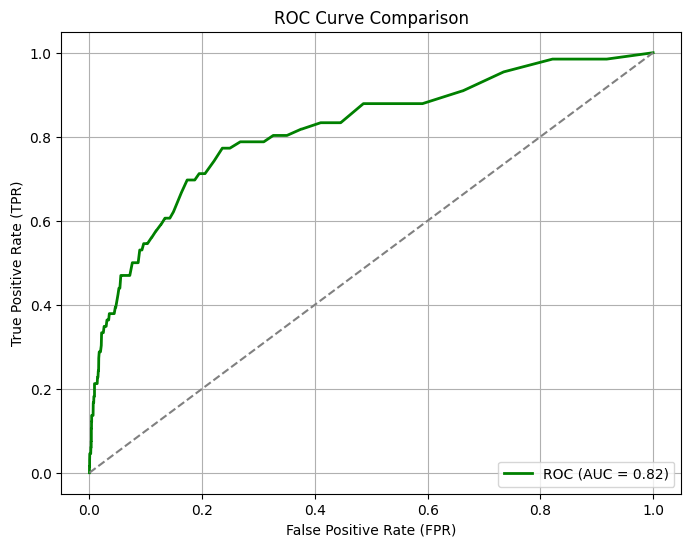 ROC Curve Comparison
1.0
0.8
0.6
0.4
0.2
0.0
True Positive Rate (TPR)
ROC (AUC = 0.82)
0.0 0.2 0.4 0.6 0.8 1.0
False Positive Rate (FPR)